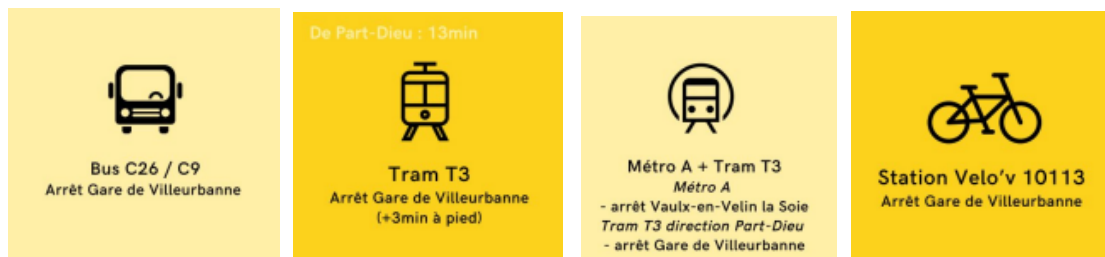 Bus C26 / C9
Arrêt Gare de Villeurbanne
De Part-Dieu : 13min
Tram T3
Arrêt Gare de Villeurbanne
(+3min à pied)
Métro A + Tram T3
Métro A
- arrêt Vaulx-en-Velin la Soie
Tram T3 direction Part-Dieu
- arrêt Gare de Villeurbanne
Station Velo’v 10113
Arrêt Gare de Villeurbanne